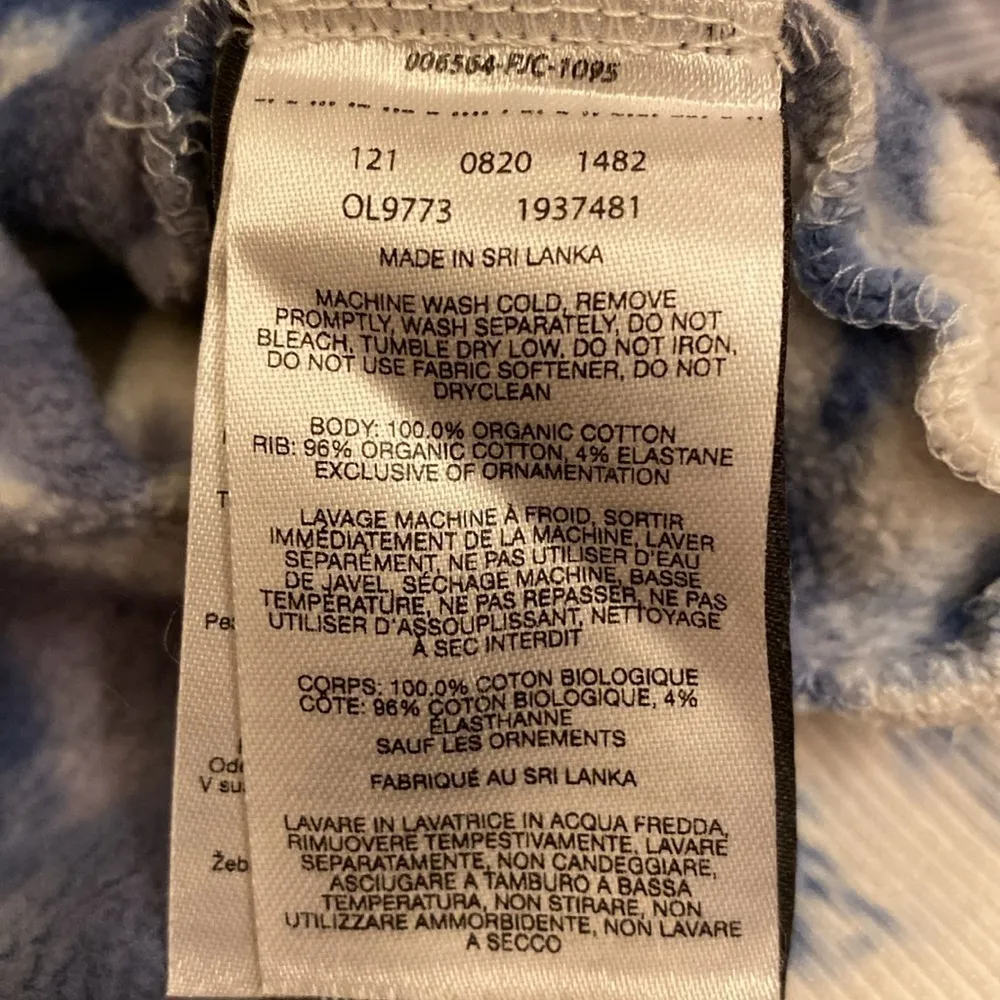 006564-PJC-1095
121 0820 1482
OL9773 1937481
MADE IN SRI LANKA
MACHINE WASH COLD, REMOVE
PROMPTLY, WASH SEPARATELY, DO NOT
BLEACH, TUMBLE DRY LOW, DO NOT IRON,
DO NOT USE FABRIC SOFTENER, DO NOT
DRYCLEAN
BODY: 100.0% ORGANIC COTTON
RIB: 96% ORGANIC COTTON, 4% ELASTANE
EXCLUSIVE OF ORNAMENTATION
LAVAGE MACHINE À FROID, SORTIR
IMMÉDIATEMENT DE LA MACHINE, LAVER
SÉPARÉMENT, NE PAS UTILISER D'EAU
DE JAVEL, SÉCHAGE MACHINE, BASSE
TEMPÉRATURE, NE PAS REPASSER, NE PAS
UTILISER D'ASSOUPLISSANT, NETTOYAGE
À SEC INTERDIT
CORPS: 100.0% COTON BIOLOGIQUE
CÔTE: 96% COTON BIOLOGIQUE, 4%
ÉLASTHANNE
SAUF LES ORNEMENTS
FABRIQUÉ AU SRI LANKA
LAVARE IN LAVATRICE IN ACQUA FREDDA,
RIMUOVERE TEMPESTIVAMENTE, LAVARE
SEPARATAMENTE, NON CANDEGGIARE,
ASCIUGARE A TAMBURO A BASSA
TEMPERATURA, NON STIRARE, NON
UTILIZZARE AMMORBIDENTE, NON LAVARE
A SECCO
V su
Žeb